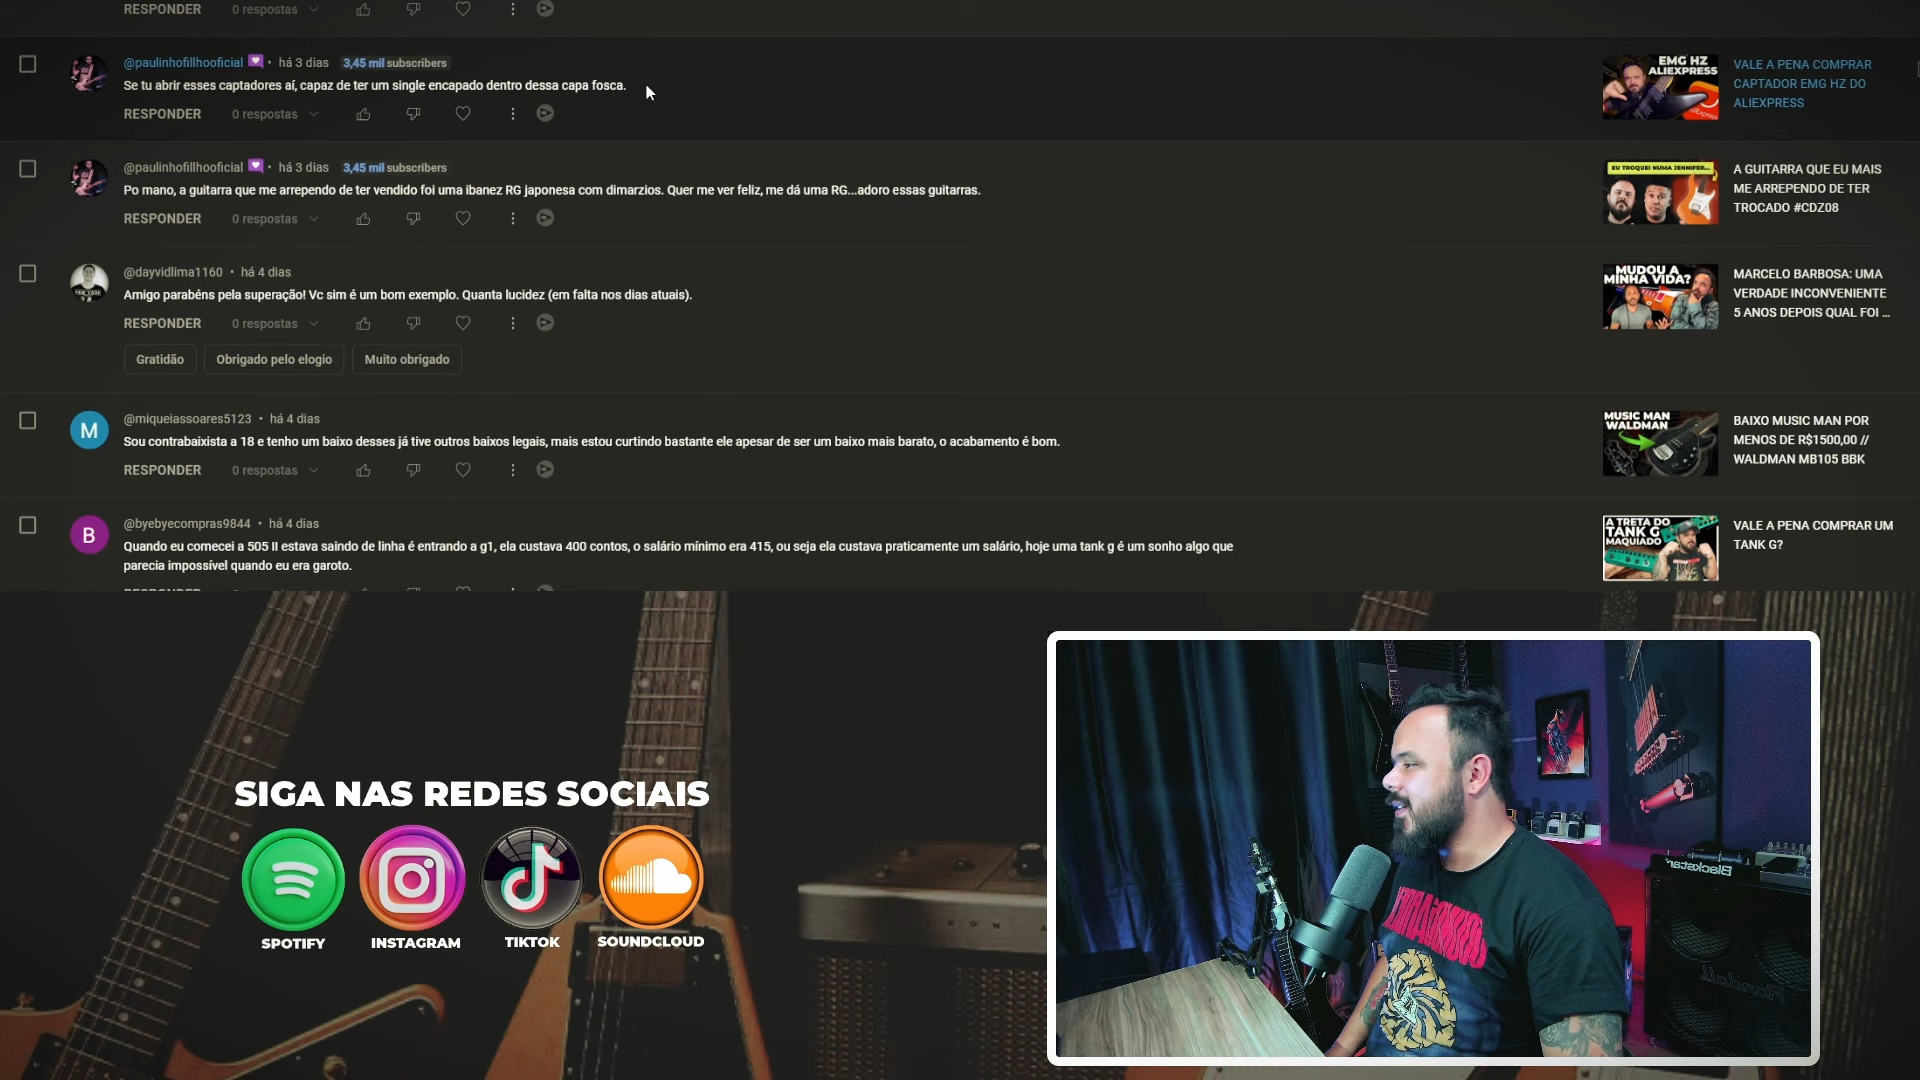 RESPONDER 0 respostas
@paulinhofillhooficial • há 3 dias 3,45 mil subscribers
Se tu abrir esses captadores aí, capaz de ter um single encapado dentro dessa capa fosca.
RESPONDER 0 respostas
EMG HZ
ALIEXPRESS
VALE A PENA COMPRAR
CAPTADOR EMG HZ DO
ALIEXPRESS
@paulinhofillhooficial • há 3 dias 3,45 mil subscribers
Po mano, a guitarra que me arrependo de ter vendido foi uma ibanez RG japonesa com dimarzios. Quer me ver feliz, me dá uma RG...adoro essas guitarras.
RESPONDER 0 respostas
EU TROQUEI NUMA JENNIFER...
A GUITARRA QUE EU MAIS
ME ARREPENDO DE TER
TROCADO #CDZ08
@dayvidlima1160 • há 4 dias
Amigo parabéns pela superação! Vc sim é um bom exemplo. Quanta lucidez (em falta nos dias atuais).
RESPONDER 0 respostas
Gratidão Obrigado pelo elogio Muito obrigado
MUDOU A
MINHA VIDA?
MARCELO BARBOSA: UMA
VERDADE INCONVENIENTE
5 ANOS DEPOIS QUAL FOI ...
M
@miqueiassoares5123 • há 4 dias
Sou contrabaixista a 18 e tenho um baixo desses já tive outros baixos legais, mais estou curtindo bastante ele apesar de ser um baixo mais barato, o acabamento é bom.
RESPONDER 0 respostas
MUSIC MAN
WALDMAN
BAIXO MUSIC MAN POR
MENOS DE R$1500,00 //
WALDMAN MB105 BBK
B
@byebyecompras9844 • há 4 dias
Quando eu comecei a 505 II estava saindo de linha é entrando a g1, ela custava 400 contos, o salário mínimo era 415, ou seja ela custava praticamente um salário, hoje uma tank g é um sonho algo que
parecia impossível quando eu era garoto.
A TRETA DO
TANK G
MAQUIADO
VALE A PENA COMPRAR UM
TANK G?
SIGA NAS REDES SOCIAIS
SPOTIFY INSTAGRAM TIKTOK SOUNDCLOUD
Blackstar
Randall